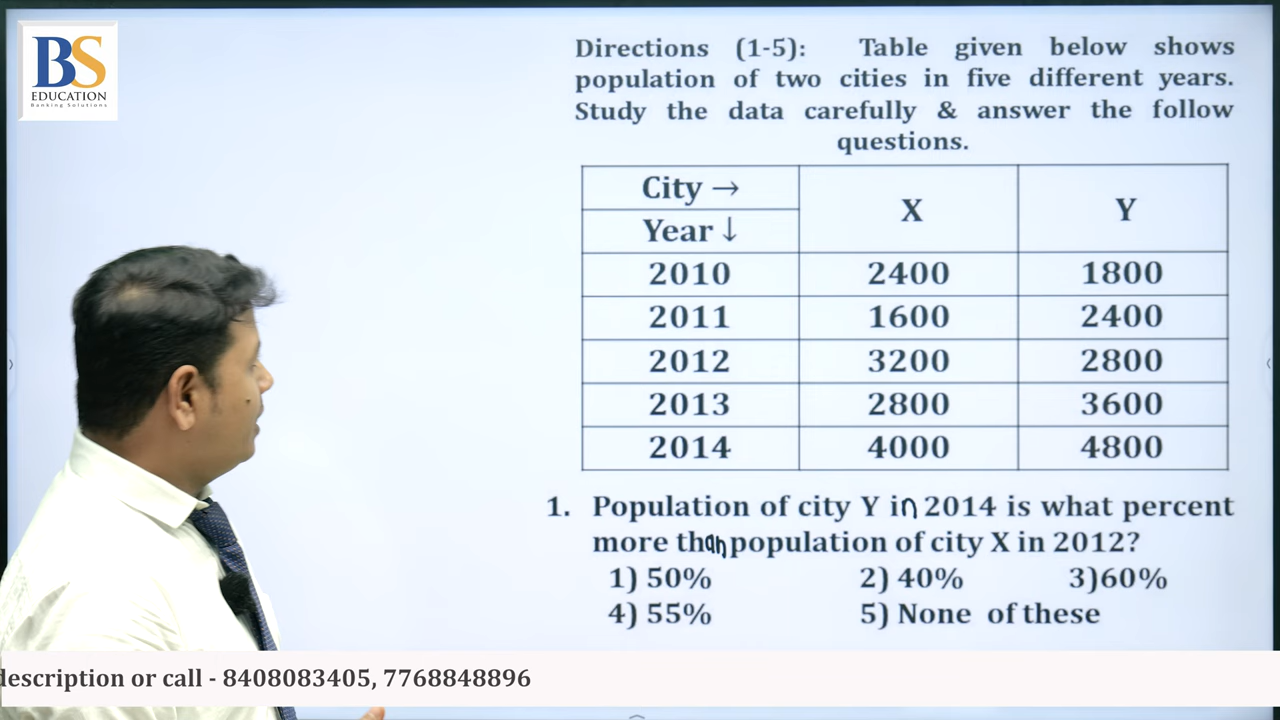 BS
EDUCATION
Banking Solutions
Directions (1-5): Table given below shows
population of two cities in five different years.
Study the data carefully & answer the follow
questions.
City → X Y
Year ↓
2010 2400 1800
2011 1600 2400
2012 3200 2800
2013 2800 3600
2014 4000 4800
1. Population of city Y in 2014 is what percent
more than population of city X in 2012?
1) 50% 2) 40% 3)60%
4) 55% 5) None of these
description or call - 8408083405, 7768848896